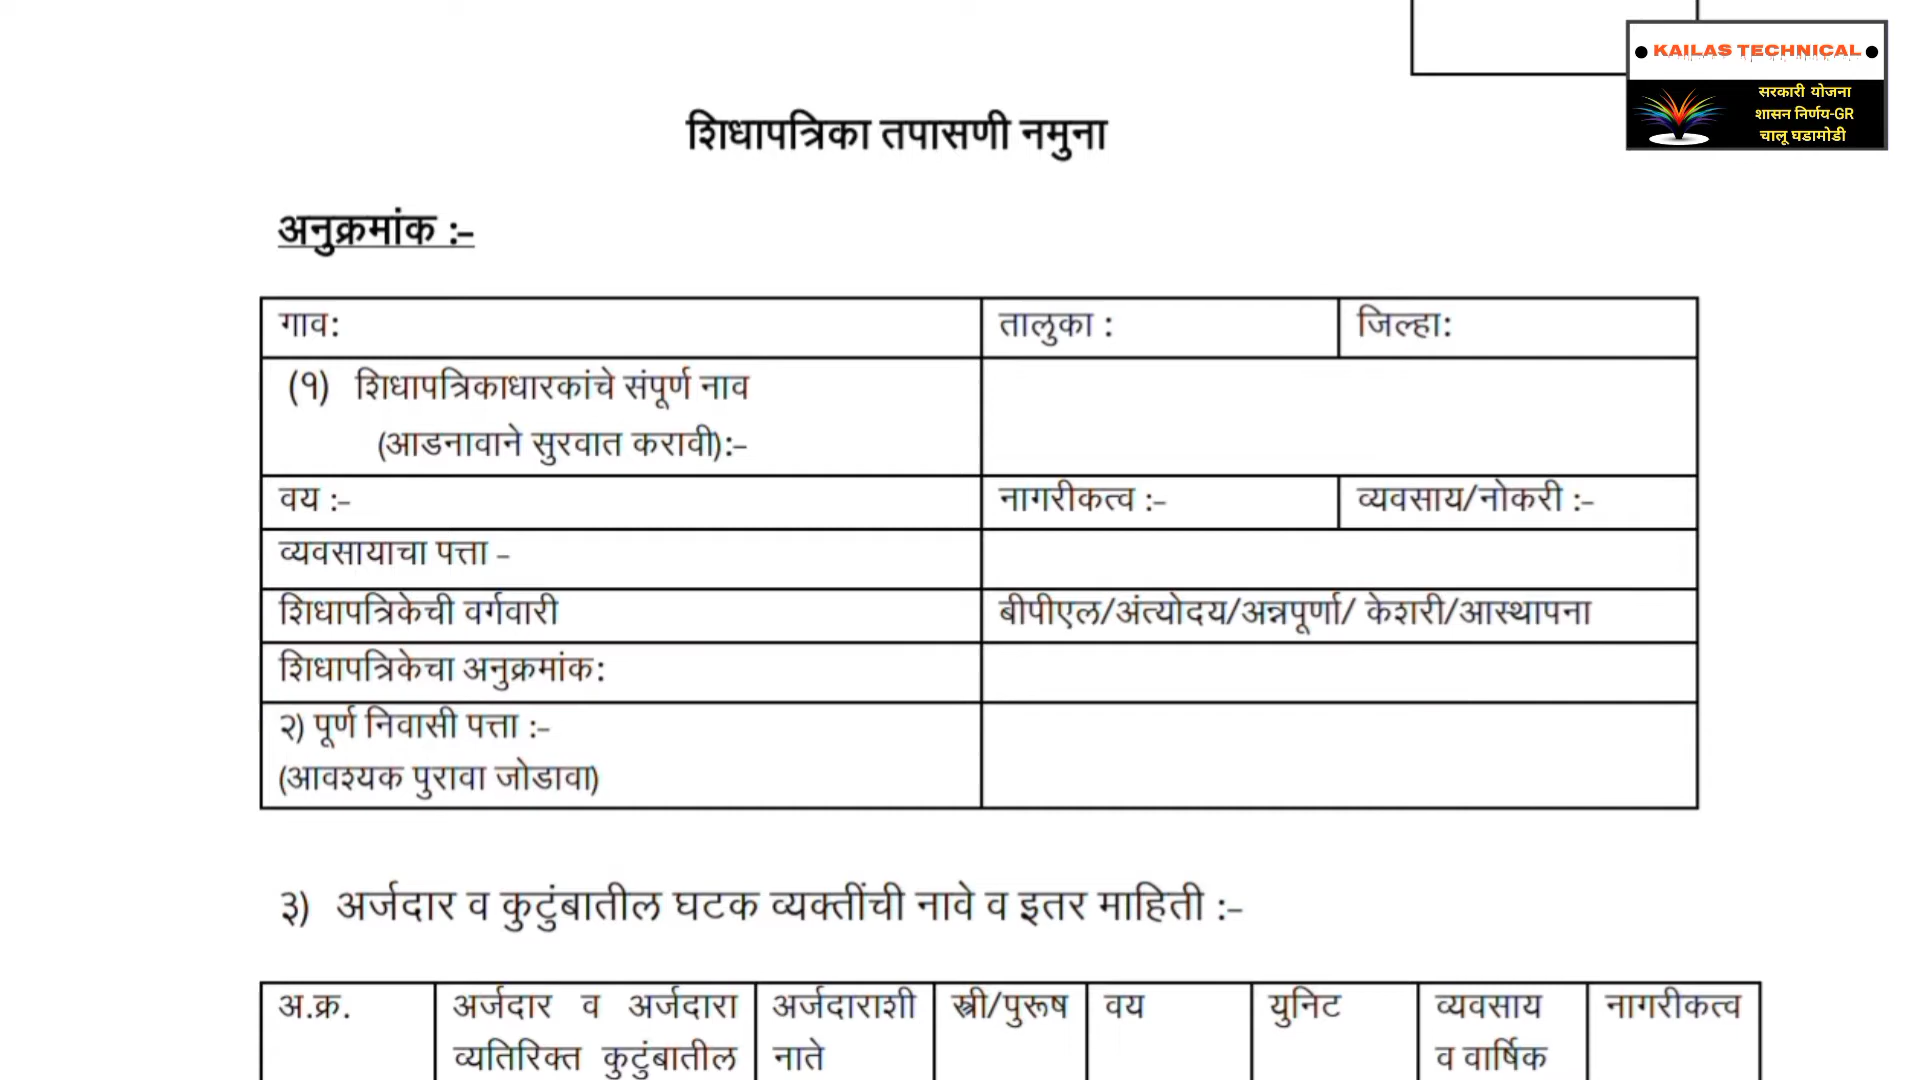 KAILAS TECHNICAL
सरकारी योजना
शासन निर्णय-GR
चालू घडामोडी
शिधापत्रिका तपासणी नमुना
अनुक्रमांक :-
गाव: तालुका : जिल्हा:
(१) शिधापत्रिकाधारकांचे संपूर्ण नाव
(आडनावाने सुरवात करावी):-
वय :- नागरीकत्व :- व्यवसाय/नोकरी :-
व्यवसायाचा पत्ता -
शिधापत्रिकेची वर्गवारी बीपीएल/अंत्योदय/अन्नपूर्णा/ केशरी/आस्थापना
शिधापत्रिकेचा अनुक्रमांक:
२) पूर्ण निवासी पत्ता :-
(आवश्यक पुरावा जोडावा)
३) अर्जदार व कुटुंबातील घटक व्यक्तींची नावे व इतर माहिती :-
अ.क्र. अर्जदार व अर्जदारा अर्जदाराशी स्त्री/पुरूष वय युनिट व्यवसाय नागरीकत्व
व्यतिरिक्त कुटुंबातील नाते व वार्षिक